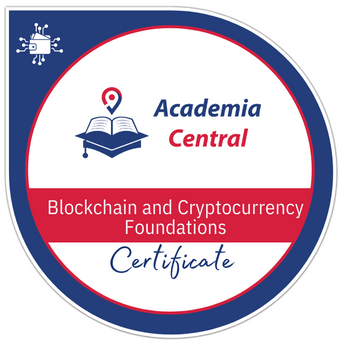 Academia
Central
Blockchain and Cryptocurrency
Foundations
Certificate